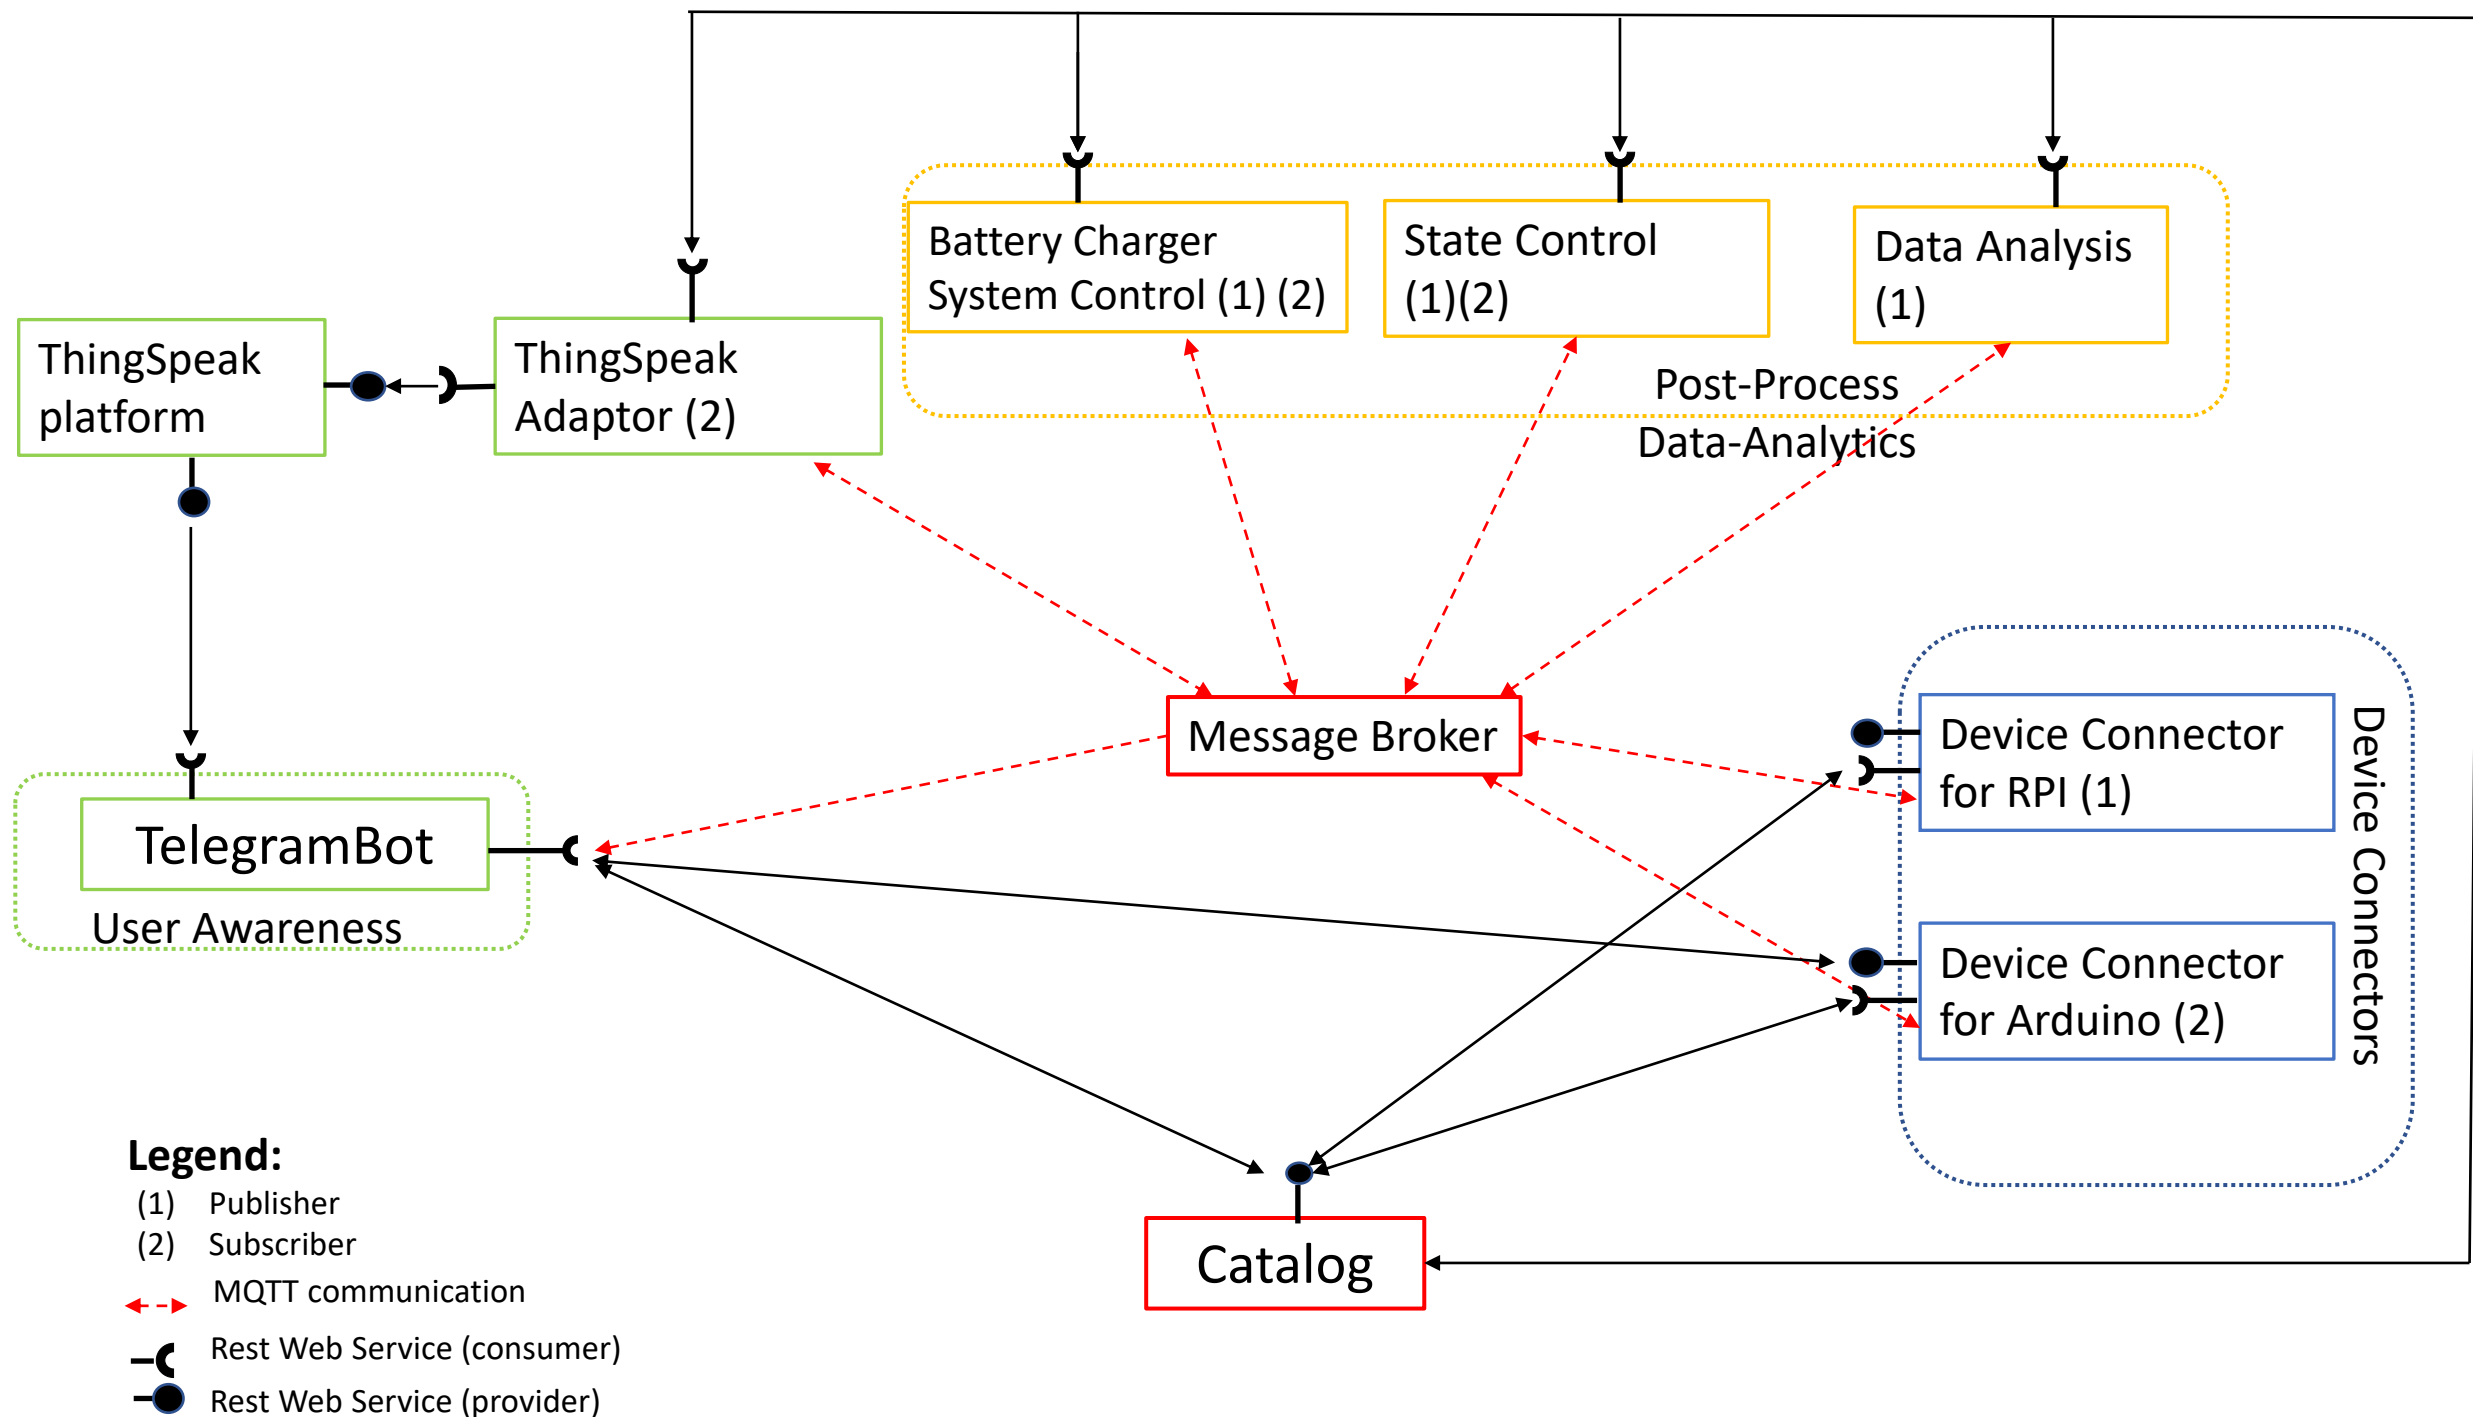 Battery Charger
System Control (1) (2)
State Control
(1)(2)
Data Analysis
(1)
ThingSpeak
platform
ThingSpeak
Adaptor (2)
Post-Process
Data-Analytics
Message Broker
Device Connector
for RPI (1)
Device Connectors
TelegramBot
User Awareness
Device Connector
for Arduino (2)
Catalog
Legend:
(1) Publisher
(2) Subscriber
MQTT communication
Rest Web Service (consumer)
Rest Web Service (provider)